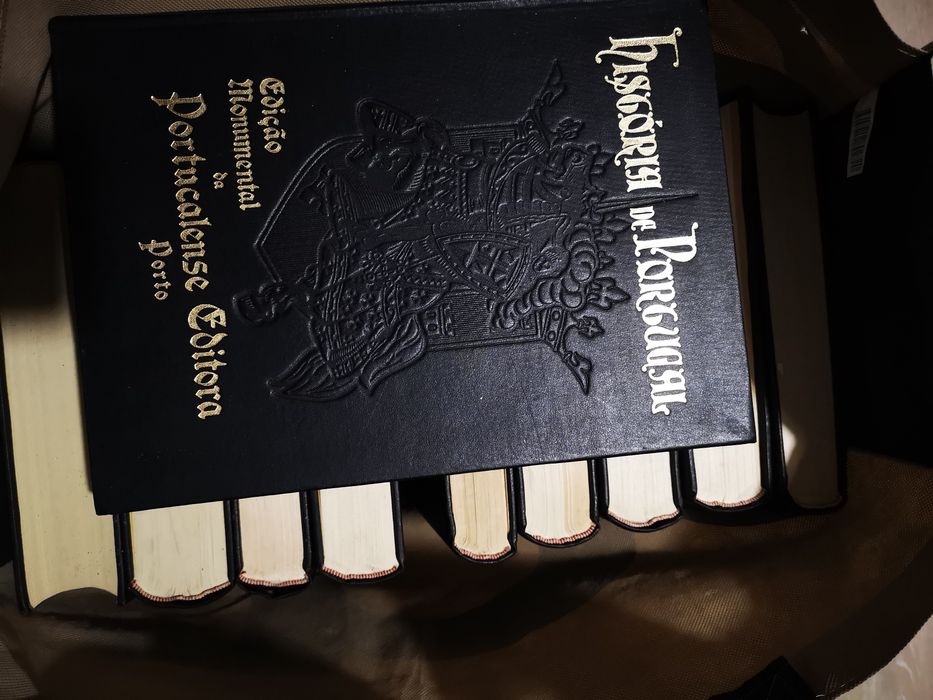 HISTÓRIA DE PORTUGAL
Edição
Monumental
da
Portucalense Editora
Porto